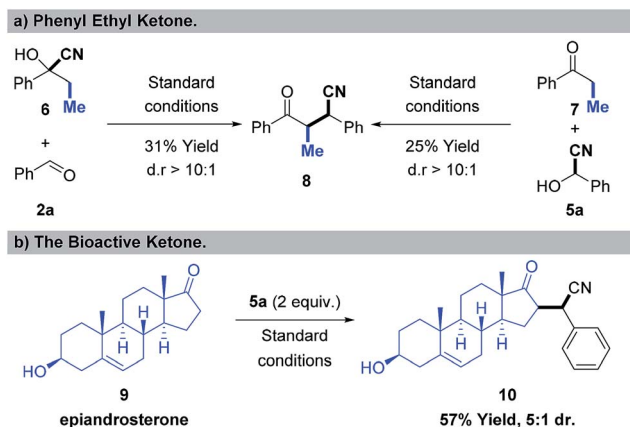 a) Phenyl Ethyl Ketone.
HO CN
Ph
Me
6
+
Ph O
2a
Standard
conditions
31% Yield
d.r > 10:1
O CN
Ph Ph
Me
8
Standard
conditions
25% Yield
d.r > 10:1
O
Ph
Me
7
+
CN
HO Ph
5a
b) The Bioactive Ketone.
O
H
H H
HO
9
epiandrosterone
5a (2 equiv.)
Standard
conditions
O
CN
H
H H
HO
10
57% Yield, 5:1 dr.